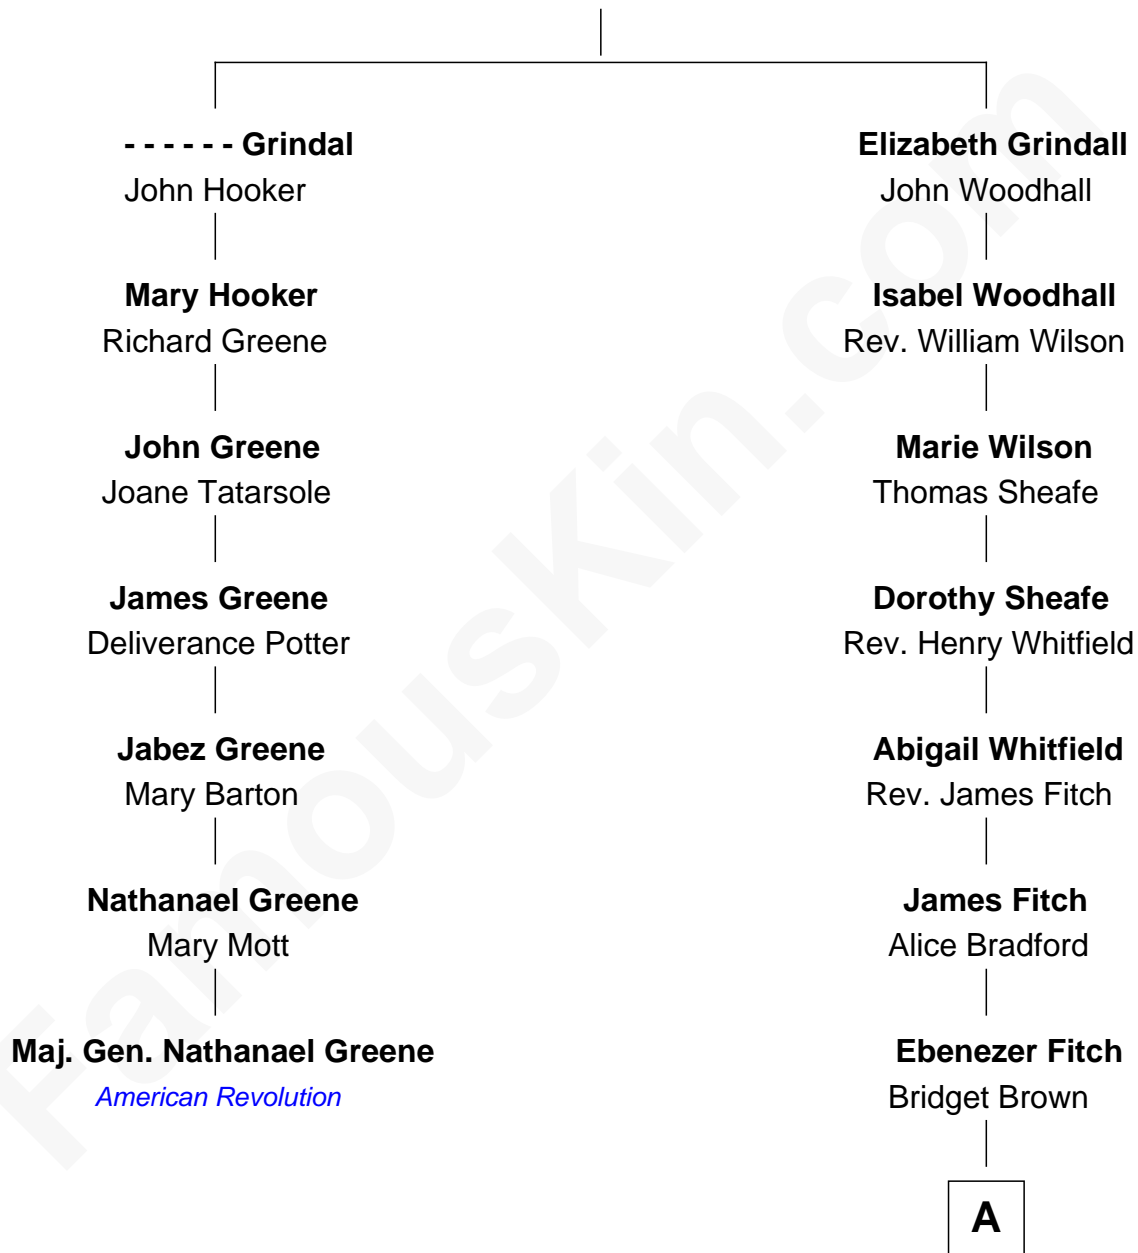 - - - - - - Grindal
John Hooker
Mary Hooker
Richard Greene
John Greene
Joane Tatarsole
James Greene
Deliverance Potter
Jabez Greene
Mary Barton
Nathanael Greene
Mary Mott
Maj. Gen. Nathanael Greene
American Revolution
Elizabeth Grindall
John Woodhall
Isabel Woodhall
Rev. William Wilson
Marie Wilson
Thomas Sheafe
Dorothy Sheafe
Rev. Henry Whitfield
Abigail Whitfield
Rev. James Fitch
James Fitch
Alice Bradford
Ebenezer Fitch
Bridget Brown
A
FamousKin.com